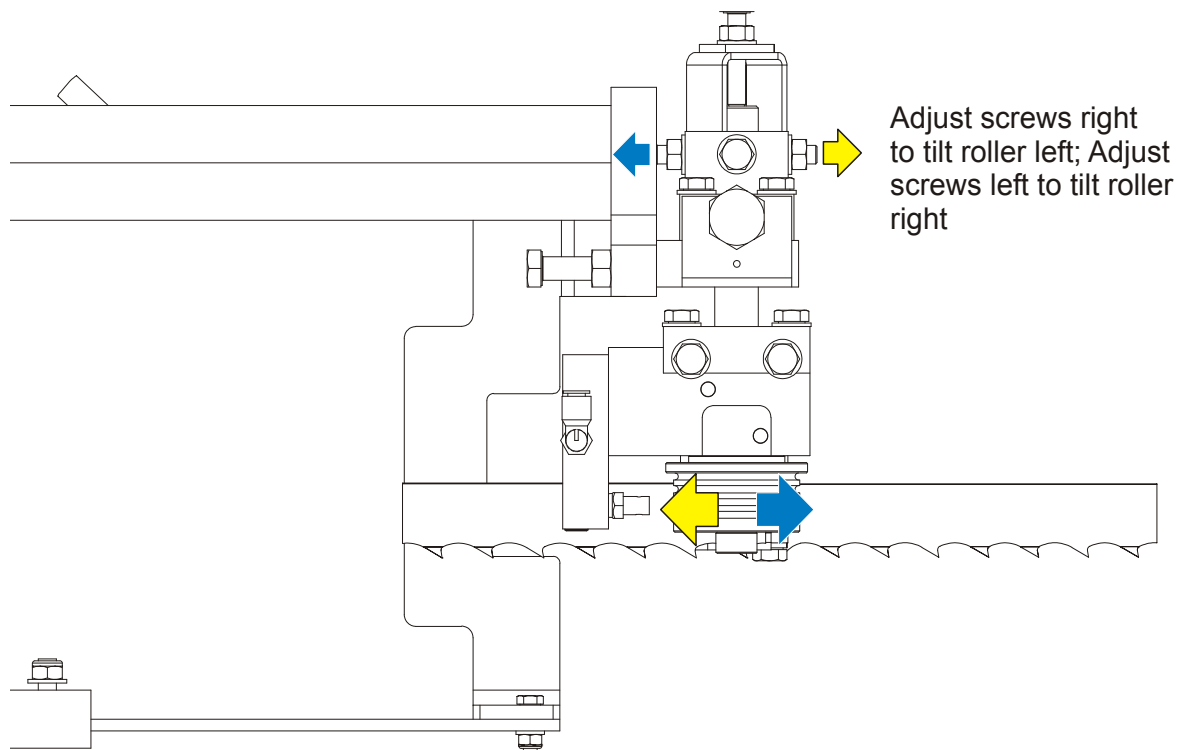 Adjust screws right
to tilt roller left; Adjust
screws left to tilt roller
right